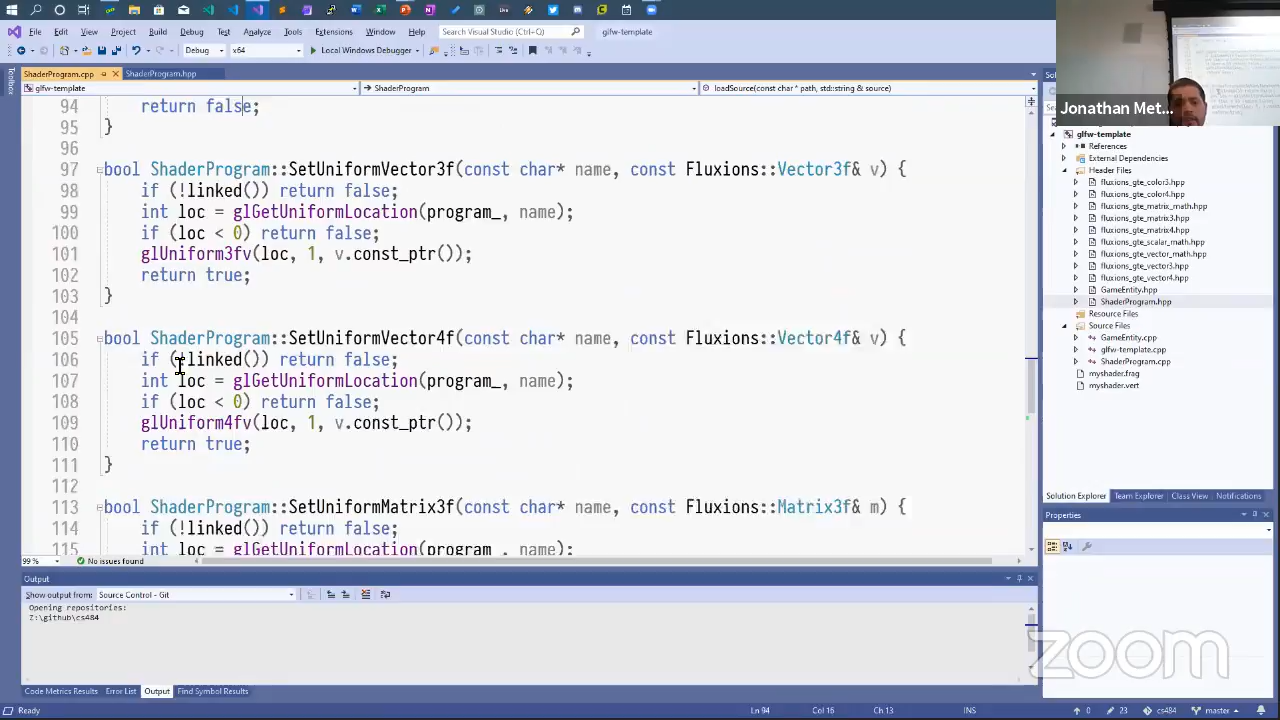 File Edit View Project Build Debug Test Analyze Tools Extensions Window Help Search Visual Studio (Ctrl+Q) glfw-template
Debug x64 Local Windows Debugger
Jonathan Met...
Toolbox
ShaderProgram.cpp ShaderProgram.hpp
glfw-template ShaderProgram loadSource(const char * path, std::string & source)
94 return false;
95 }
96
97 bool ShaderProgram::SetUniformVector3f(const char* name, const Fluxions::Vector3f& v) {
98 if (!linked()) return false;
99 int loc = glGetUniformLocation(program_, name);
100 if (loc < 0) return false;
101 glUniform3fv(loc, 1, v.const_ptr());
102 return true;
103 }
104
105 bool ShaderProgram::SetUniformVector4f(const char* name, const Fluxions::Vector4f& v) {
106 if (!linked()) return false;
107 int loc = glGetUniformLocation(program_, name);
108 if (loc < 0) return false;
109 glUniform4fv(loc, 1, v.const_ptr());
110 return true;
111 }
112
113 bool ShaderProgram::SetUniformMatrix3f(const char* name, const Fluxions::Matrix3f& m) {
114 if (!linked()) return false;
115 int loc = glGetUniformLocation(program_, name);
99 % No issues found
Output
Show output from: Source Control - Git
Opening repositories:
Z:\github\cs484
Code Metrics Results Error List Output Find Symbol Results
glfw-template
References
External Dependencies
Header Files
fluxions_gte_color3.hpp
fluxions_gte_color4.hpp
fluxions_gte_matrix_math.hpp
fluxions_gte_matrix3.hpp
fluxions_gte_matrix4.hpp
fluxions_gte_scalar_math.hpp
fluxions_gte_vector_math.hpp
fluxions_gte_vector3.hpp
fluxions_gte_vector4.hpp
GameEntity.hpp
ShaderProgram.hpp
Resource Files
Source Files
GameEntity.cpp
glfw-template.cpp
ShaderProgram.cpp
myshader.frag
myshader.vert
Solution Explorer Team Explorer Class View Notifications
Properties
zoom
Ready Ln 94 Col 16 Ch 13 INS 0 23 cs484 master